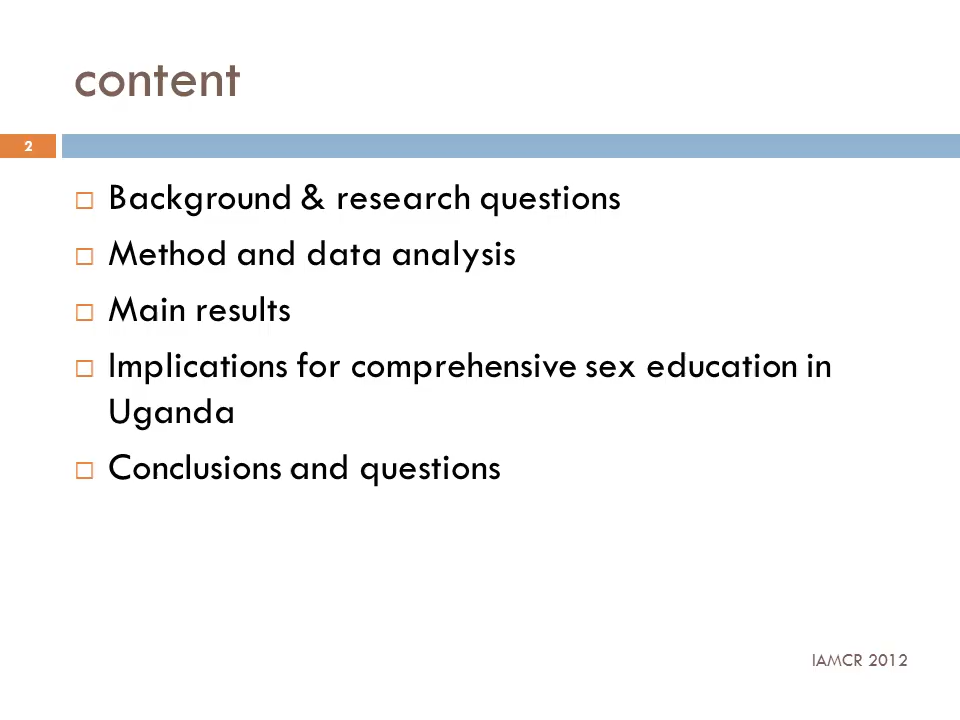 content
2
Background & research questions
Method and data analysis
Main results
Implications for comprehensive sex education in
Uganda
Conclusions and questions
IAMCR 2012